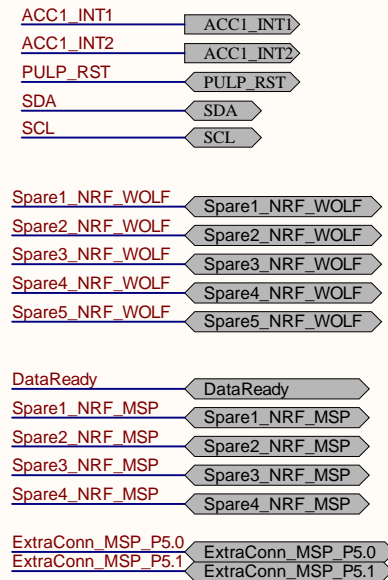 ACC1_INT1 ACC1_INT1
ACC1_INT2 ACC1_INT2
PULP_RST PULP_RST
SDA SDA
SCL SCL
Spare1_NRF_WOLF Spare1_NRF_WOLF
Spare2_NRF_WOLF Spare2_NRF_WOLF
Spare3_NRF_WOLF Spare3_NRF_WOLF
Spare4_NRF_WOLF Spare4_NRF_WOLF
Spare5_NRF_WOLF Spare5_NRF_WOLF
DataReady DataReady
Spare1_NRF_MSP Spare1_NRF_MSP
Spare2_NRF_MSP Spare2_NRF_MSP
Spare3_NRF_MSP Spare3_NRF_MSP
Spare4_NRF_MSP Spare4_NRF_MSP
ExtraConn_MSP_P5.0 ExtraConn_MSP_P5.0
ExtraConn_MSP_P5.1 ExtraConn_MSP_P5.1